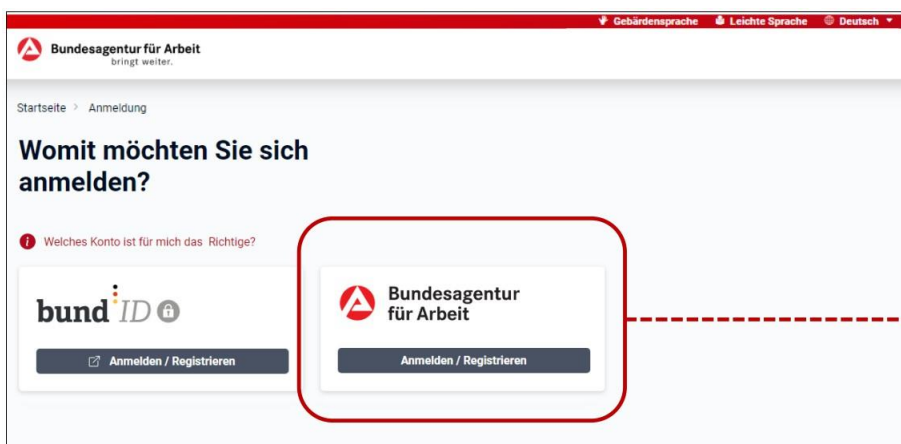 Gebärdensprache Leichte Sprache Deutsch
Bundesagentur für Arbeit
bringt weiter.
Startseite > Anmeldung
Womit möchten Sie sich
anmelden?
Welches Konto ist für mich das Richtige?
bund ID
Anmelden / Registrieren
Bundesagentur
für Arbeit
Anmelden / Registrieren